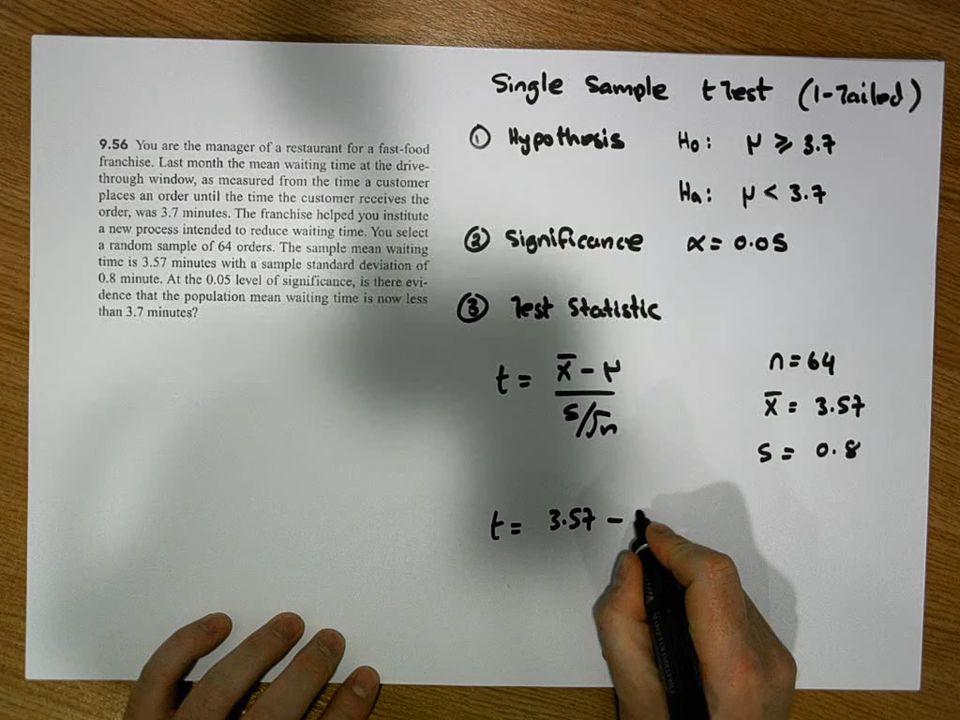 9.56 You are the manager of a restaurant for a fast-food
franchise. Last month the mean waiting time at the drive-
through window, as measured from the time a customer
places an order until the time the customer receives the
order, was 3.7 minutes. The franchise helped you institute
a new process intended to reduce waiting time. You select
a random sample of 64 orders. The sample mean waiting
time is 3.57 minutes with a sample standard deviation of
0.8 minute. At the 0.05 level of significance, is there evi-
dence that the population mean waiting time is now less
than 3.7 minutes?
Single Sample t Test (1-Tailed)
① Hypothesis H₀: μ ⩾ 3.7
Ha: μ < 3.7
② Significance α = 0.05
③ Test Statistic
t = x̄ - μ / s/√n
n = 64
x̄ = 3.57
s = 0.8
t = 3.57 -